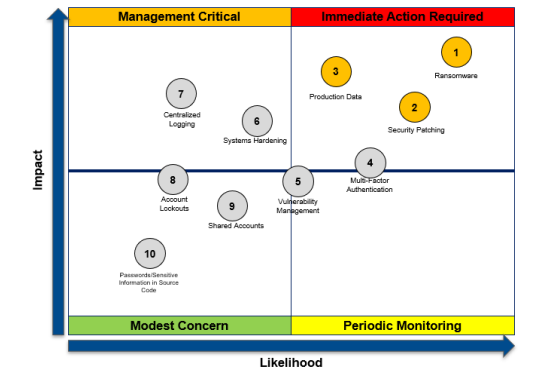 Management Critical
Immediate Action Required
1
Ransomware
3
Production Data
2
Security Patching
7
Centralized
Logging
6
Systems Hardening
4
Multi-Factor
Authentication
5
Vulnerability
Management
8
Account
Lockouts
9
Shared Accounts
10
Passwords/Sensitive
Information in Source
Code
Impact
Modest Concern
Periodic Monitoring
Likelihood